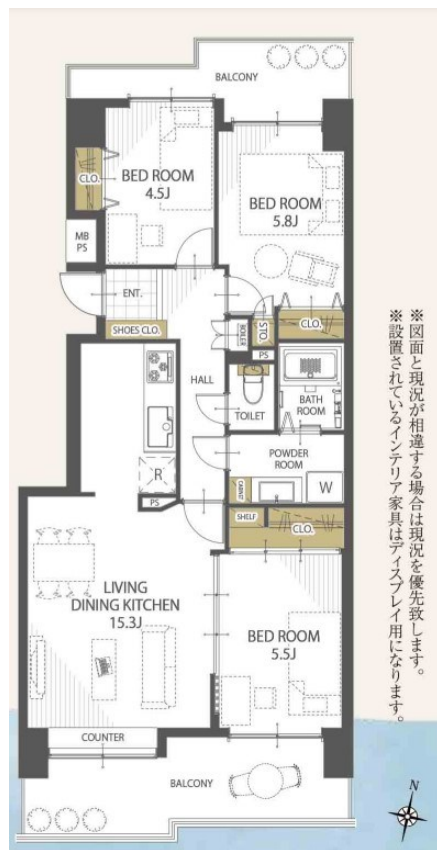 BALCONY
BED ROOM
4.5J
CLO.
BED ROOM
5.8J
MB
PS
ENT.
SHOES CLO.
BOILER
STO.
CLO.
PS
HALL
TOILET
BATH
ROOM
R
POWDER
ROOM
CABINET
W
PS
SHELF
CLO.
LIVING
DINING KITCHEN
15.3J
BED ROOM
5.5J
COUNTER
BALCONY
※図面と現況が相違する場合は現況を優先致します。
※設置されているインテリア家具はディスプレイ用になります。
N